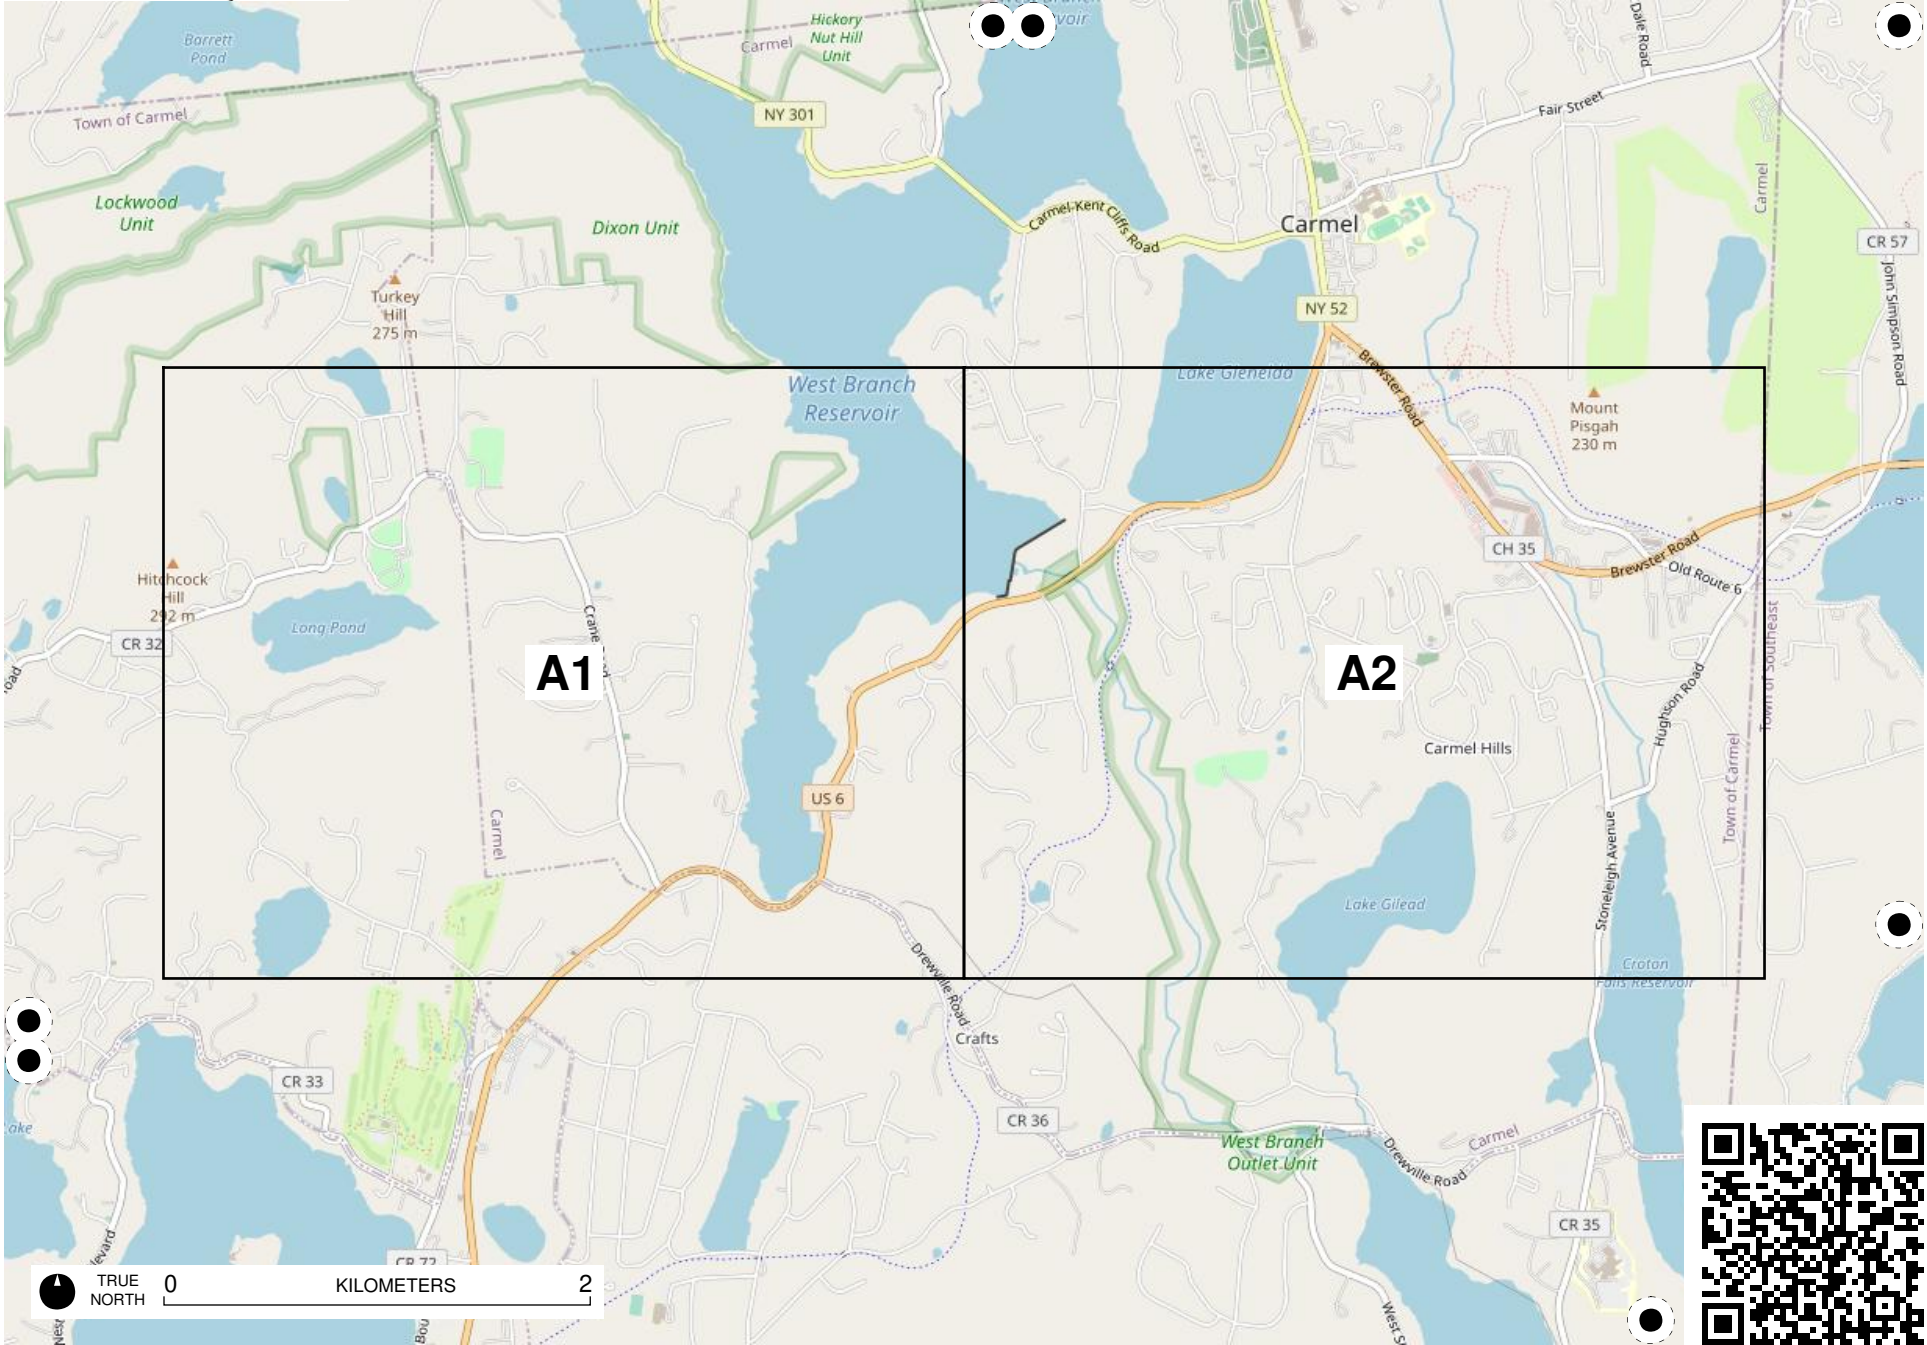 Barrett
Pond
Hickory
Nut Hill
Unit
Carmel
Dale Road
Town of Carmel
NY 301
Fair Street
Lockwood
Unit
Dixon Unit
Carmel-Kent Cliffs Road
Carmel
Carmel
CR 57
John Simpson Road
Turkey
Hill
275 m
NY 52
West Branch
Reservoir
Lake Gleneida
Brewster Road
Mount
Pisgah
230 m
Hitchcock
Hill
292 m
CH 35
Brewster Road
Old Route 6
Long Pond
CR 32
Crane
A1
A2
Town of Southeast
Hughson Road
Carmel Hills
US 6
Carmel
Town of Carmel
Stoneleigh Avenue
Lake Gilead
Drewville Road
Croton
Falls Reservoir
Crafts
CR 33
CR 36
West Branch
Outlet Unit
Carmel
Drewville Road
CR 35
CR 72
TRUE
NORTH
0
KILOMETERS
2